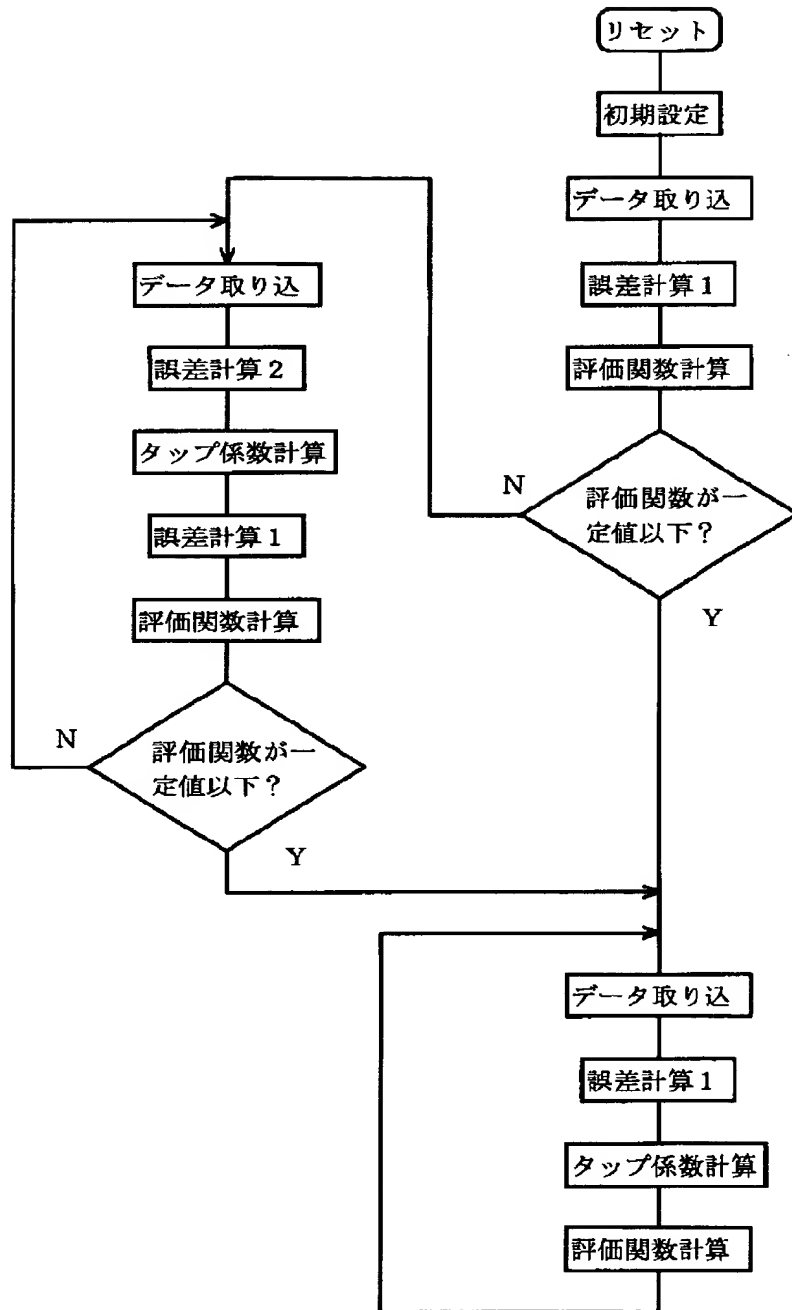 リセット
初期設定
データ取り込
誤差計算1
評価関数計算
評価関数が一
定値以下？
N
Y
データ取り込
誤差計算2
タップ係数計算
誤差計算1
評価関数計算
評価関数が一
定値以下？
N
Y
データ取り込
誤差計算1
タップ係数計算
評価関数計算